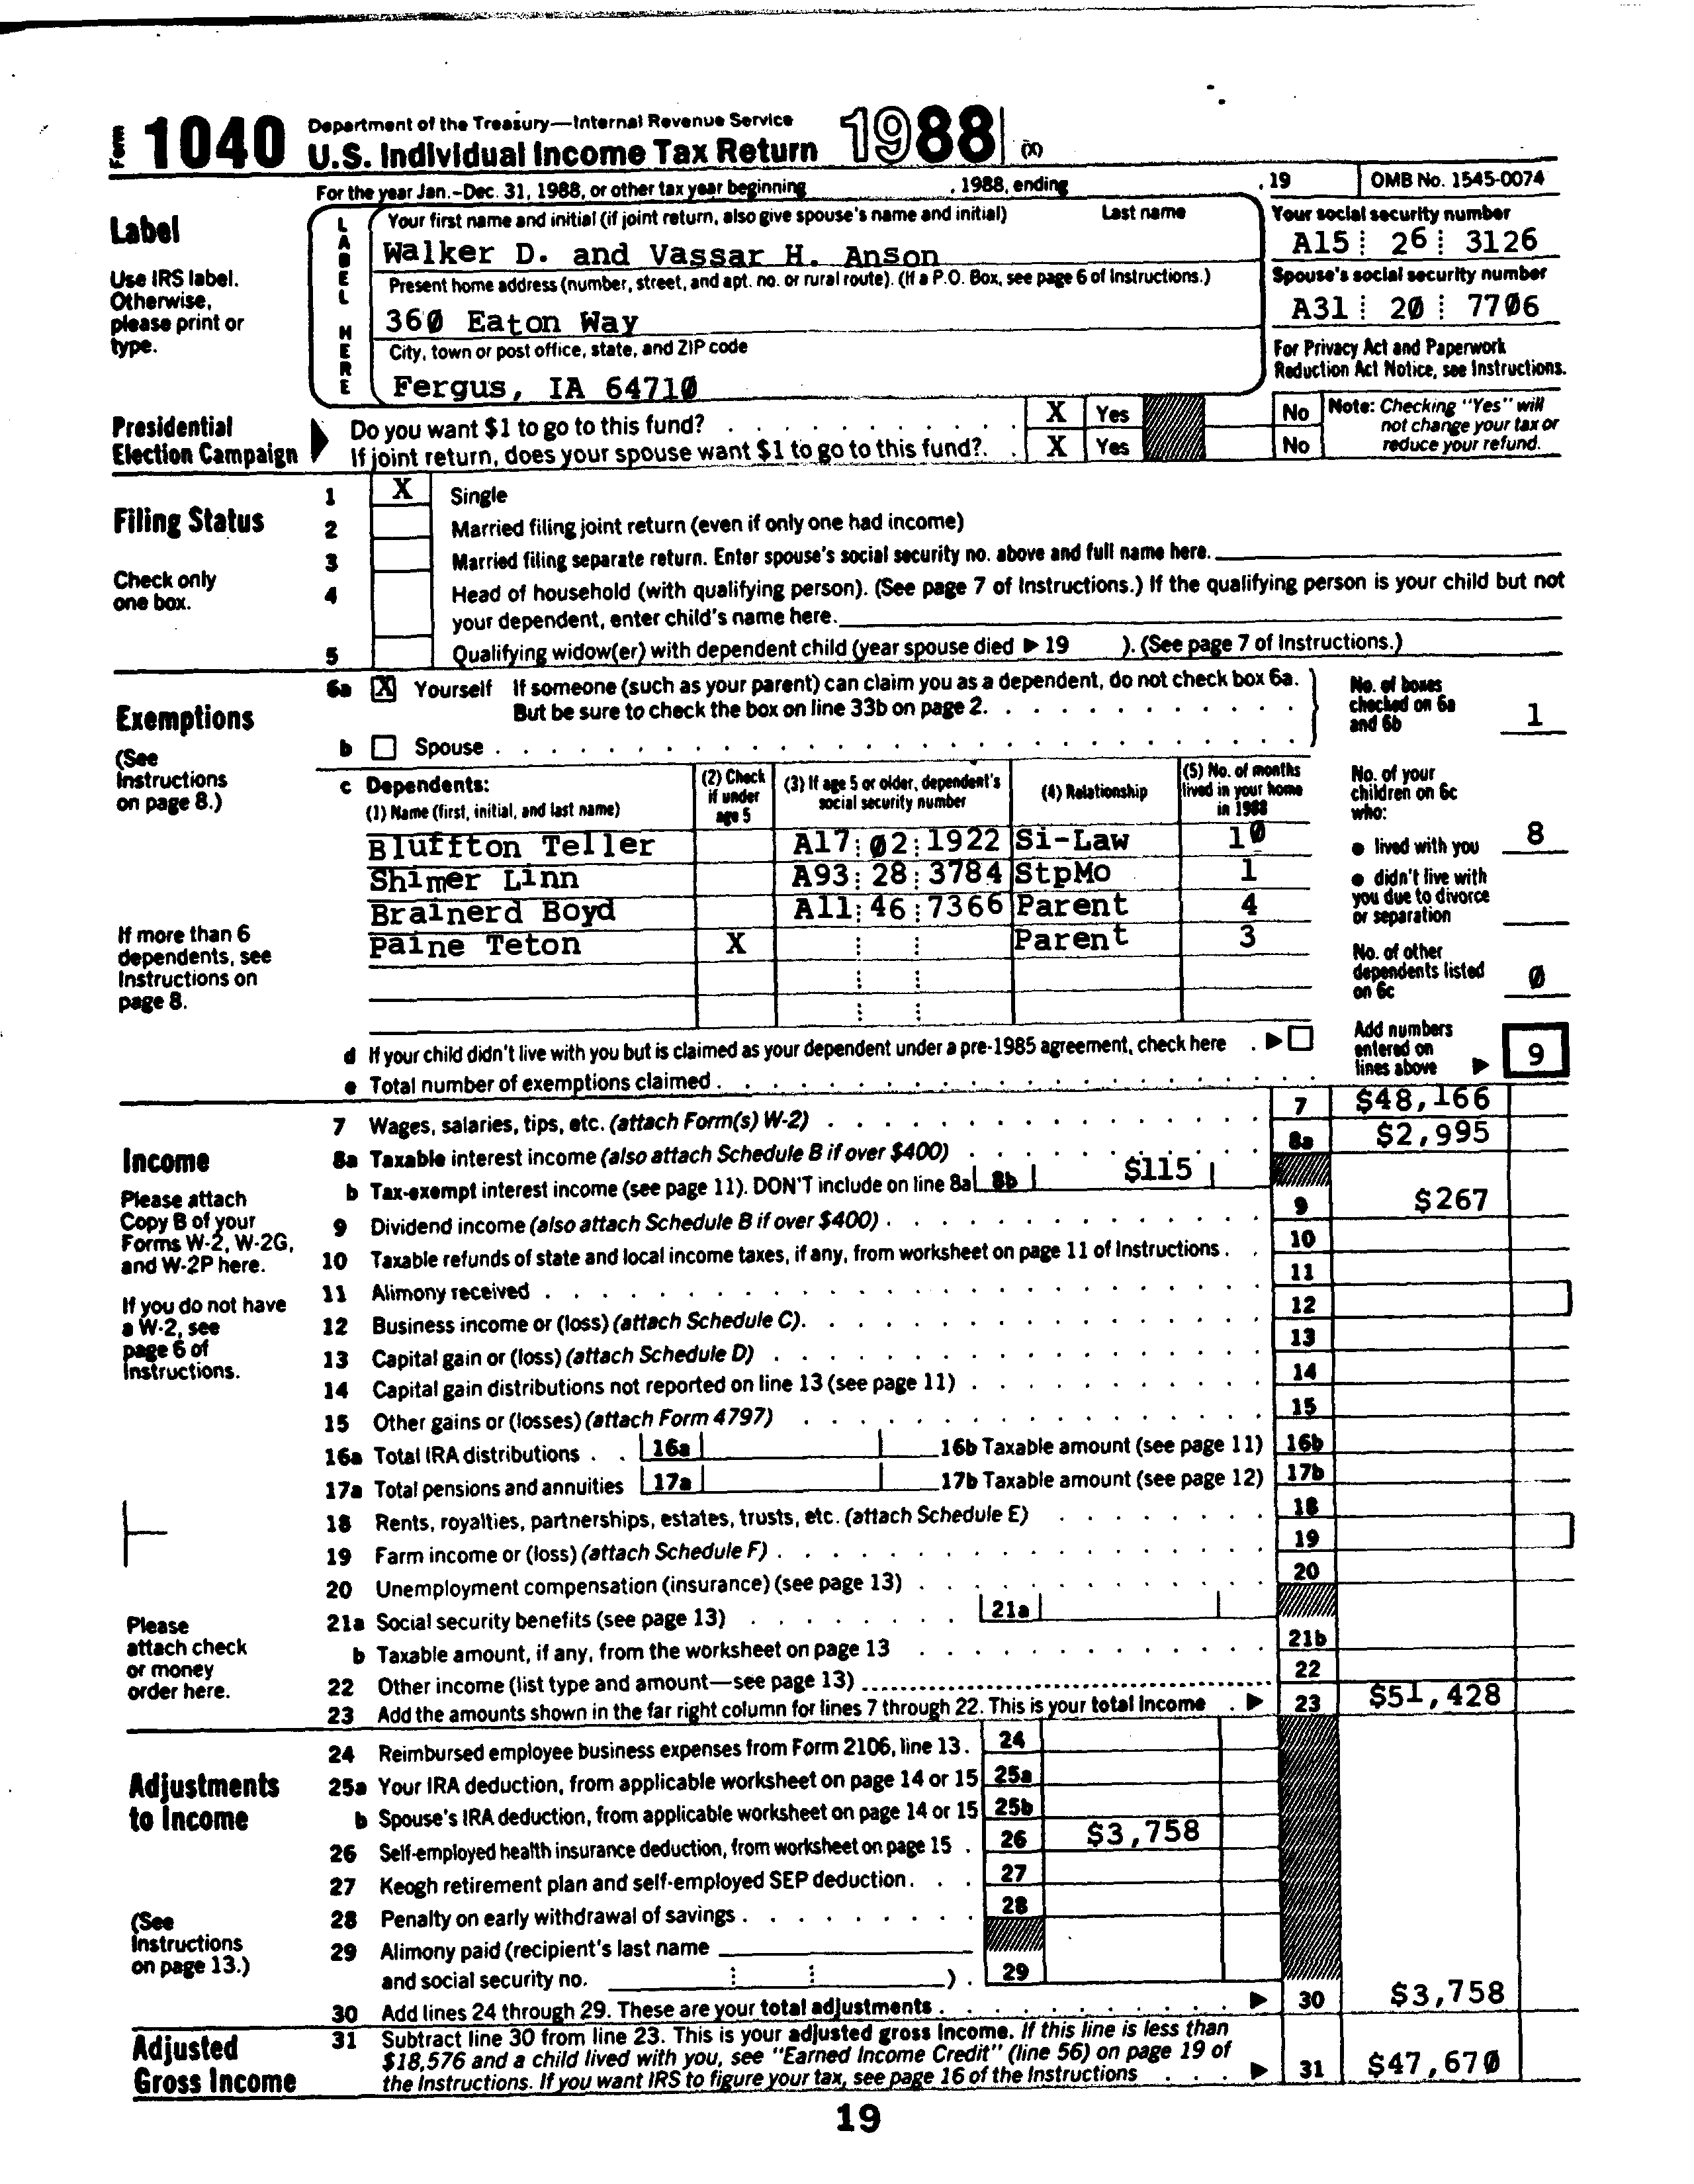 Form 1040 Department of the Treasury—Internal Revenue Service
U.S. Individual Income Tax Return 1988 (X)
For the year Jan.-Dec. 31, 1988, or other tax year beginning , 1988, ending , 19 OMB No. 1545-0074
Label
Use IRS label.
Otherwise,
please print or
type.
LABEL HERE
Your first name and initial (if joint return, also give spouse's name and initial) Last name
Walker D. and Vassar H. Anson
Present home address (number, street, and apt. no. or rural route). (If a P.O. Box, see page 6 of Instructions.)
360 Eaton Way
City, town or post office, state, and ZIP code
Fergus, IA 64710
Your social security number
A15 26 3126
Spouse's social security number
A31 20 7706
For Privacy Act and Paperwork
Reduction Act Notice, see Instructions.
Presidential
Election Campaign
Do you want $1 to go to this fund? X Yes No
If joint return, does your spouse want $1 to go to this fund? X Yes No
Note: Checking "Yes" will
not change your tax or
reduce your refund.
Filing Status
Check only
one box.
1 X Single
2 Married filing joint return (even if only one had income)
3 Married filing separate return. Enter spouse's social security no. above and full name here.
4 Head of household (with qualifying person). (See page 7 of Instructions.) If the qualifying person is your child but not
your dependent, enter child's name here.
5 Qualifying widow(er) with dependent child (year spouse died ▶ 19 ). (See page 7 of Instructions.)
Exemptions
(See
Instructions
on page 8.)
If more than 6
dependents, see
Instructions on
page 8.
6a X Yourself If someone (such as your parent) can claim you as a dependent, do not check box 6a.
But be sure to check the box on line 33b on page 2.
b Spouse
c Dependents:
(1) Name (first, initial, and last name)
(2) Check
if under
age 5
(3) If age 5 or older, dependent's
social security number
(4) Relationship
(5) No. of months
lived in your home
in 1988
Bluffton Teller A17 02 1922 Si-Law 10
Shimer Linn A93 28 3784 StpMo 1
Brainerd Boyd A11 46 7366 Parent 4
Paine Teton X Parent 3
No. of boxes
checked on 6a
and 6b 1
No. of your
children on 6c
who:
● lived with you 8
● didn't live with
you due to divorce
or separation
No. of other
dependents listed
on 6c 0
Add numbers
entered on
lines above ▶ 9
d If your child didn't live with you but is claimed as your dependent under a pre-1985 agreement, check here ▶
e Total number of exemptions claimed
Income
Please attach
Copy B of your
Forms W-2, W-2G,
and W-2P here.
If you do not have
a W-2, see
page 6 of
Instructions.
Please
attach check
or money
order here.
7 Wages, salaries, tips, etc. (attach Form(s) W-2) 7 $48,166
8a Taxable interest income (also attach Schedule B if over $400) 8a $2,995
b Tax-exempt interest income (see page 11). DON'T include on line 8a 8b $115
9 Dividend income (also attach Schedule B if over $400) 9 $267
10 Taxable refunds of state and local income taxes, if any, from worksheet on page 11 of Instructions 10
11 Alimony received 11
12 Business income or (loss) (attach Schedule C) 12
13 Capital gain or (loss) (attach Schedule D) 13
14 Capital gain distributions not reported on line 13 (see page 11) 14
15 Other gains or (losses) (attach Form 4797) 15
16a Total IRA distributions 16a 16b Taxable amount (see page 11) 16b
17a Total pensions and annuities 17a 17b Taxable amount (see page 12) 17b
18 Rents, royalties, partnerships, estates, trusts, etc. (attach Schedule E) 18
19 Farm income or (loss) (attach Schedule F) 19
20 Unemployment compensation (insurance) (see page 13) 20
21a Social security benefits (see page 13) 21a
b Taxable amount, if any, from the worksheet on page 13 21b
22 Other income (list type and amount—see page 13) 22
23 Add the amounts shown in the far right column for lines 7 through 22. This is your total income ▶ 23 $51,428
Adjustments
to Income
(See
Instructions
on page 13.)
24 Reimbursed employee business expenses from Form 2106, line 13. 24
25a Your IRA deduction, from applicable worksheet on page 14 or 15 25a
b Spouse's IRA deduction, from applicable worksheet on page 14 or 15 25b
26 Self-employed health insurance deduction, from worksheet on page 15 26 $3,758
27 Keogh retirement plan and self-employed SEP deduction 27
28 Penalty on early withdrawal of savings 28
29 Alimony paid (recipient's last name
and social security no. ) 29
30 Add lines 24 through 29. These are your total adjustments ▶ 30 $3,758
Adjusted
Gross Income
31 Subtract line 30 from line 23. This is your adjusted gross income. If this line is less than
$18,576 and a child lived with you, see "Earned Income Credit" (line 56) on page 19 of
the Instructions. If you want IRS to figure your tax, see page 16 of the Instructions ▶ 31 $47,670
19